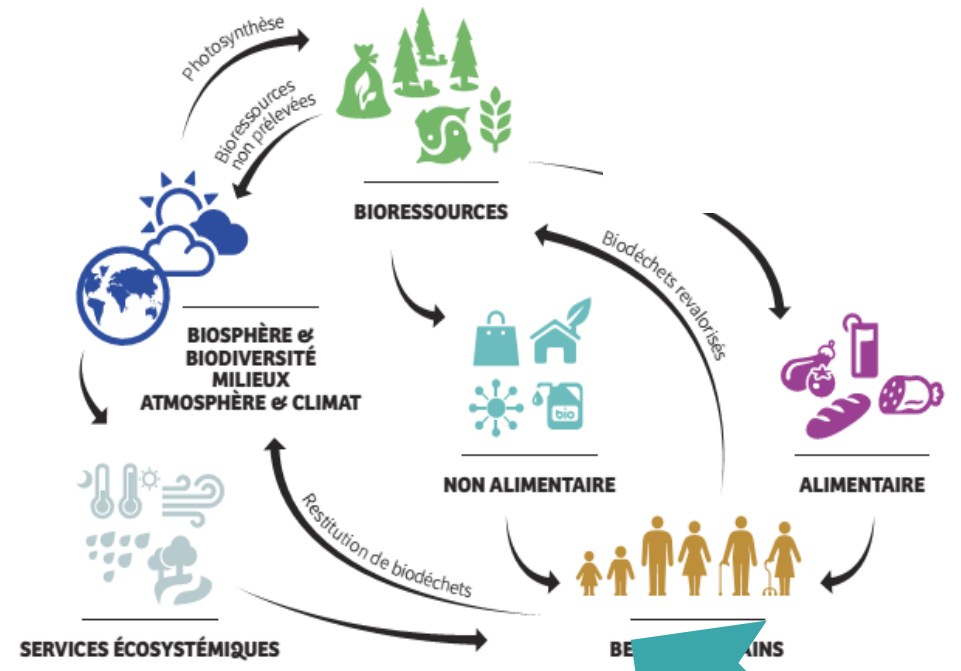 Photosynthèse
Bioressources
non prélevées
BIORESSOURCES
Biodéchets revalorisés
BIOSPHÈRE &
BIODIVERSITÉ
MILIEUX
ATMOSPHÈRE & CLIMAT
bio
NON ALIMENTAIRE
ALIMENTAIRE
Restitution de biodéchets
SERVICES ÉCOSYSTÉMIQUES